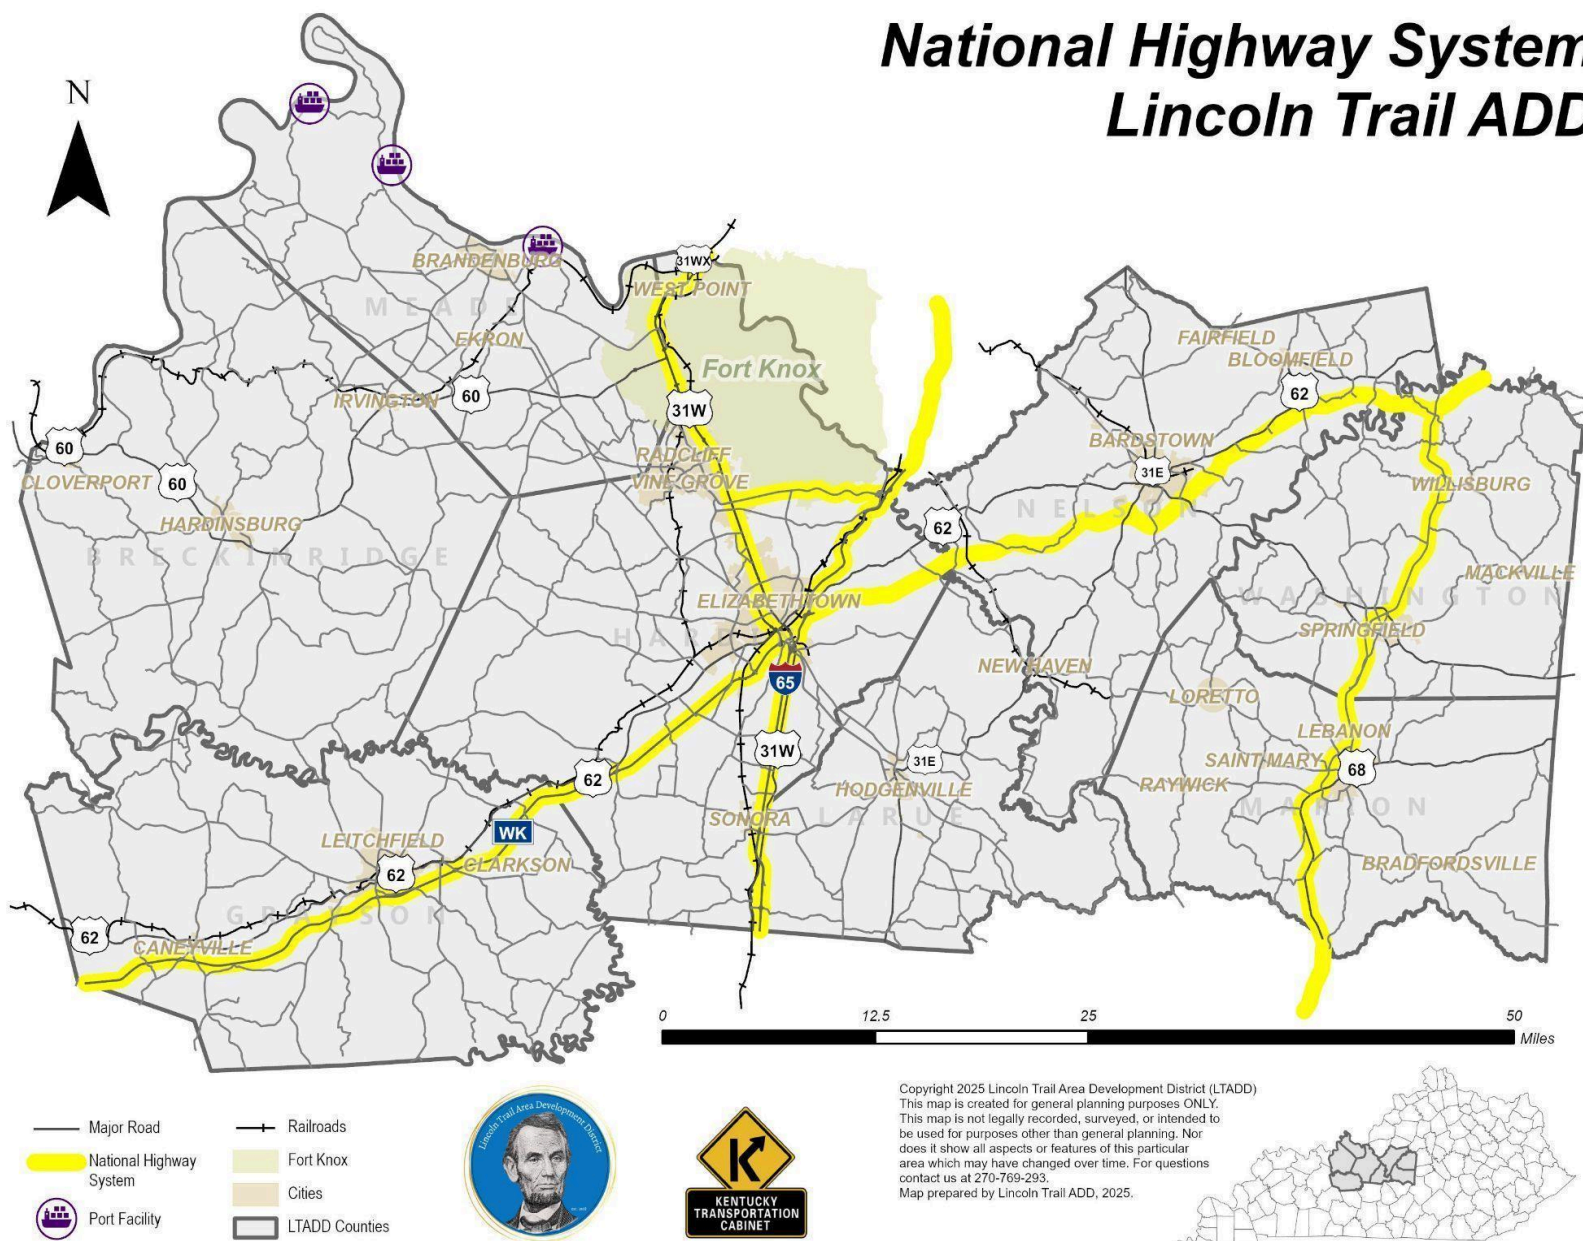 National Highway System
Lincoln Trail ADD
N
31WX
BRANDENBURG
WEST POINT
MEADE
EKRON
FAIRFIELD
BLOOMFIELD
Fort Knox
60
IRVINGTON
62
31W
60
BARDSTOWN
RADCLIFF
31E
CLOVERPORT
60
VINE GROVE
WILLISBURG
HARDINSBURG
NELSON
62
BRECKINRIDGE
MACKVILLE
WASHINGTON
ELIZABETHTOWN
SPRINGFIELD
HARDIN
NEW HAVEN
65
LORETTO
LEBANON
31W
31E
SAINT MARY
68
62
HODGENVILLE
RAYWICK
MARION
SONORA
LARUE
WK
LEITCHFIELD
CLARKSON
BRADFORDSVILLE
62
GRAYSON
62
CANEYVILLE
0 12.5 25 50
Miles
Major Road
National Highway
System
Port Facility
Railroads
Fort Knox
Cities
LTADD Counties
Lincoln Trail Area Development District
KENTUCKY
TRANSPORTATION
CABINET
Copyright 2025 Lincoln Trail Area Development District (LTADD)
This map is created for general planning purposes ONLY.
This map is not legally recorded, surveyed, or intended to
be used for purposes other than general planning. Nor
does it show all aspects or features of this particular
area which may have changed over time. For questions
contact us at 270-769-293.
Map prepared by Lincoln Trail ADD, 2025.